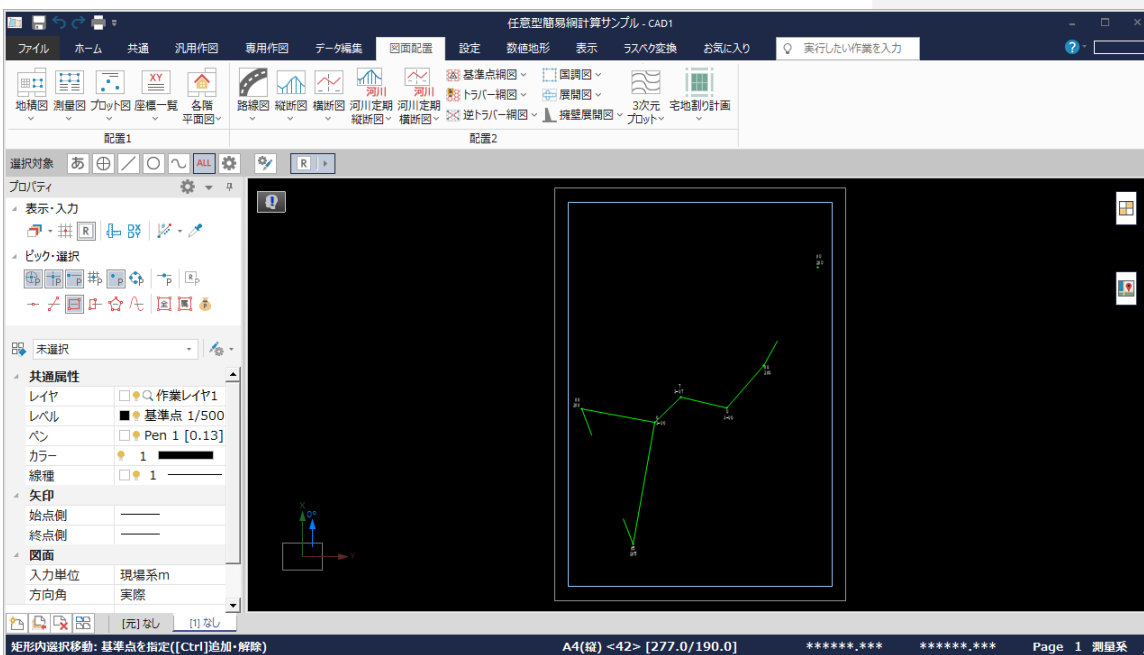 任意型簡易網計算サンプル - CAD1
ファイル ホーム 共通 汎用作図 専用作図 データ編集 図面配置 設定 数値地形 表示 ラスベク変換 お気に入り 実行したい作業を入力
地積図 測量図 プロット図 座標一覧 各階平面図
XY
配置1
路線図 縦断図 横断図 河川定期縦断図 河川定期横断図
河川 河川
基準点網図 国調図
トラバー網図 展開図
逆トラバー網図 擁壁展開図
3次元プロット 宅地割り計画
配置2
選択対象 あ ALL R
プロパティ
表示・入力
R DX DY
ピック・選択
未選択
共通属性
レイヤ 作業レイヤ1
レベル 基準点 1/500
ペン Pen 1 [0.13]
カラー 1
線種 1
矢印
始点側
終点側
図面
入力単位 現場系m
方向角 実際
X
0°
Y
[元] なし [1] なし
矩形内選択移動: 基準点を指定([Ctrl]追加・解除) A4(縦) <42> [277.0/190.0] ******.*** ******.*** Page 1 測量系